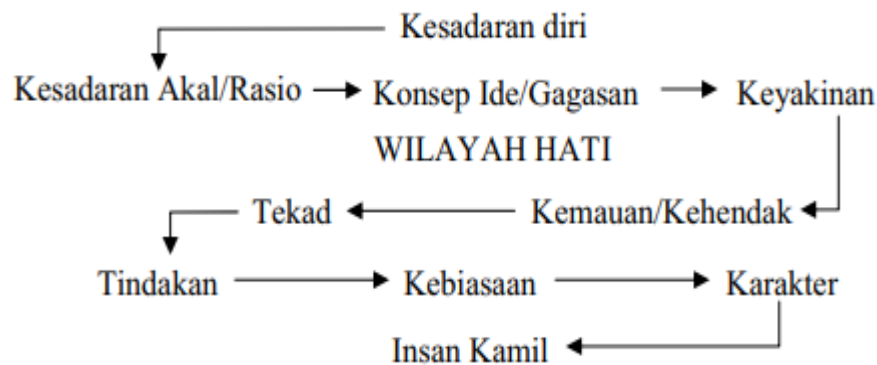 Kesadaran diri
Kesadaran Akal/Rasio Konsep Ide/Gagasan Keyakinan
WILAYAH HATI
Tekad Kemauan/Kehendak
Tindakan Kebiasaan Karakter
Insan Kamil